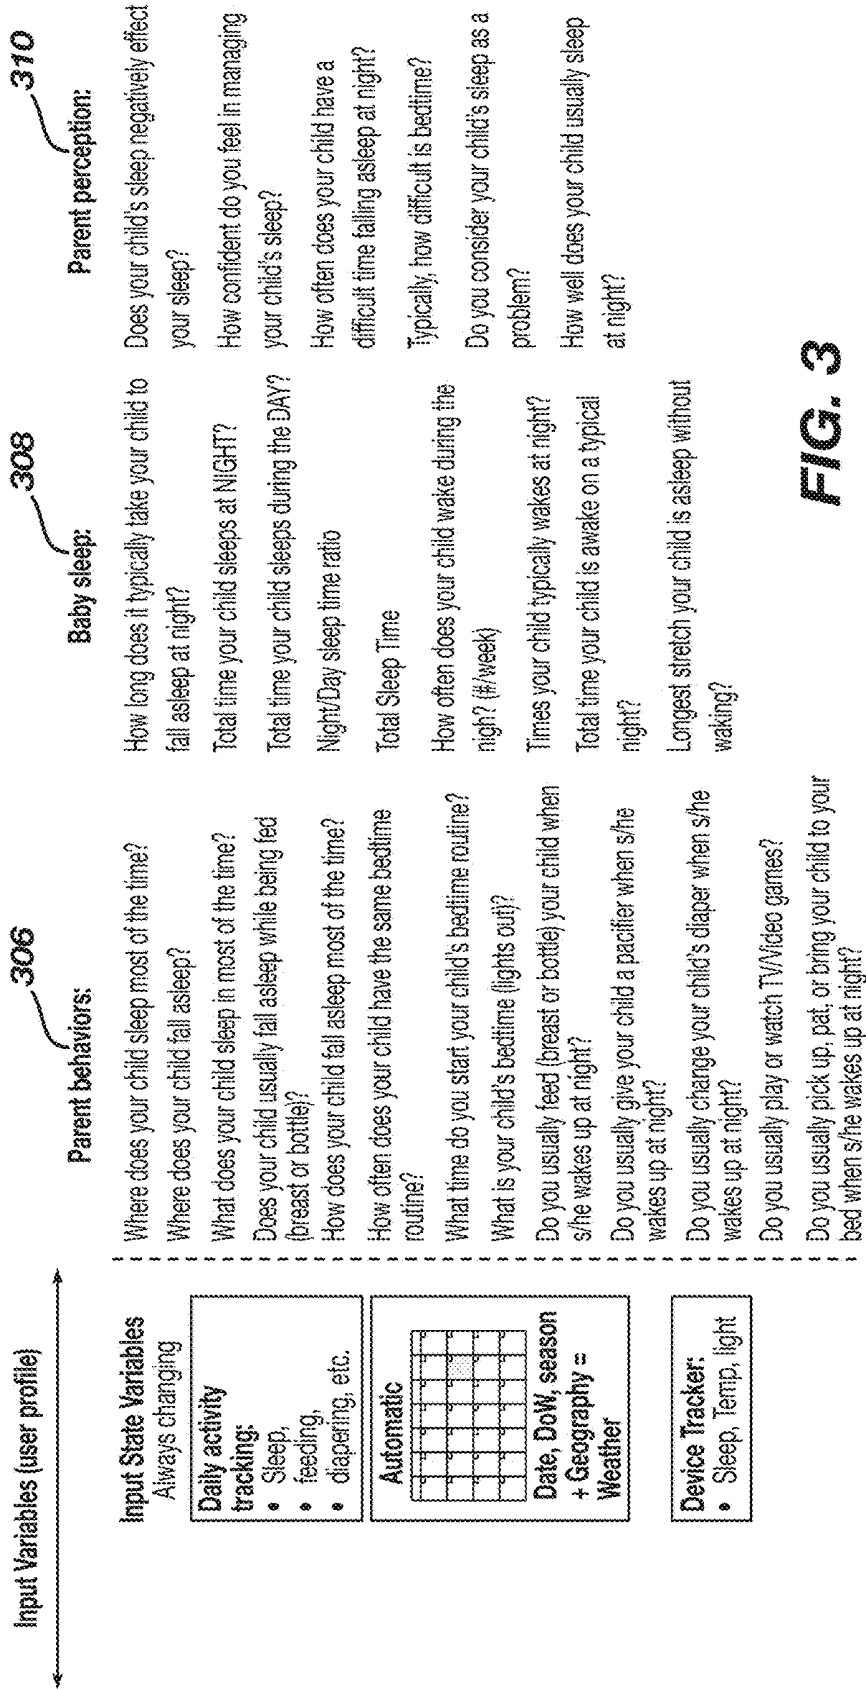 Input Variables (user profile)
Input State Variables
Always changing
Daily activity
tracking:
• Sleep,
• feeding,
• diapering, etc.
Automatic
Date, DoW, season
+ Geography =
Weather
Device Tracker:
• Sleep, Temp, light
306
Parent behaviors:
Where does your child sleep most of the time?
Where does your child fall asleep?
What does your child sleep in most of the time?
Does your child usually fall asleep while being fed
(breast or bottle)?
How does your child fall asleep most of the time?
How often does your child have the same bedtime
routine?
What time do you start your child's bedtime routine?
What is your child's bedtime (lights out)?
Do you usually feed (breast or bottle) your child when
s/he wakes up at night?
Do you usually give your child a pacifier when s/he
wakes up at night?
Do you usually change your child's diaper when s/he
wakes up at night?
Do you usually play or watch TV/Video games?
Do you usually pick up, pat, or bring your child to your
bed when s/he wakes up at night?
308
Baby sleep:
How long does it typically take your child to
fall asleep at night?
Total time your child sleeps at NIGHT?
Total time your child sleeps during the DAY?
Night/Day sleep time ratio
Total Sleep Time
How often does your child wake during the
nigh? (#/week)
Times your child typically wakes at night?
Total time your child is awake on a typical
night?
Longest stretch your child is asleep without
waking?
310
Parent perception:
Does your child's sleep negatively effect
your sleep?
How confident do you feel in managing
your child's sleep?
How often does your child have a
difficult time falling asleep at night?
Typically, how difficult is bedtime?
Do you consider your child's sleep as a
problem?
How well does your child usually sleep
at night?
FIG. 3